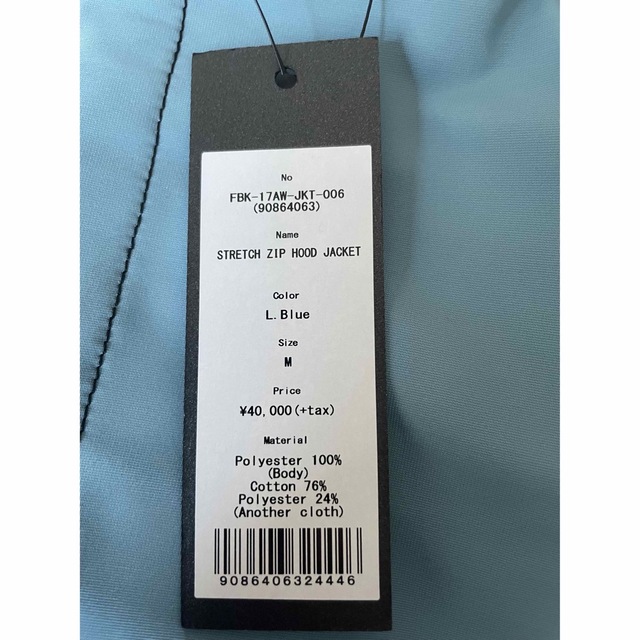 No
FBK-17AW-JKT-006
(90864063)
Name
STRETCH ZIP HOOD JACKET
Color
L.Blue
Size
M
Price
¥40,000(+tax)
Material
Polyester 100%
(Body)
Cotton 76%
Polyester 24%
(Another cloth)
9086406324446